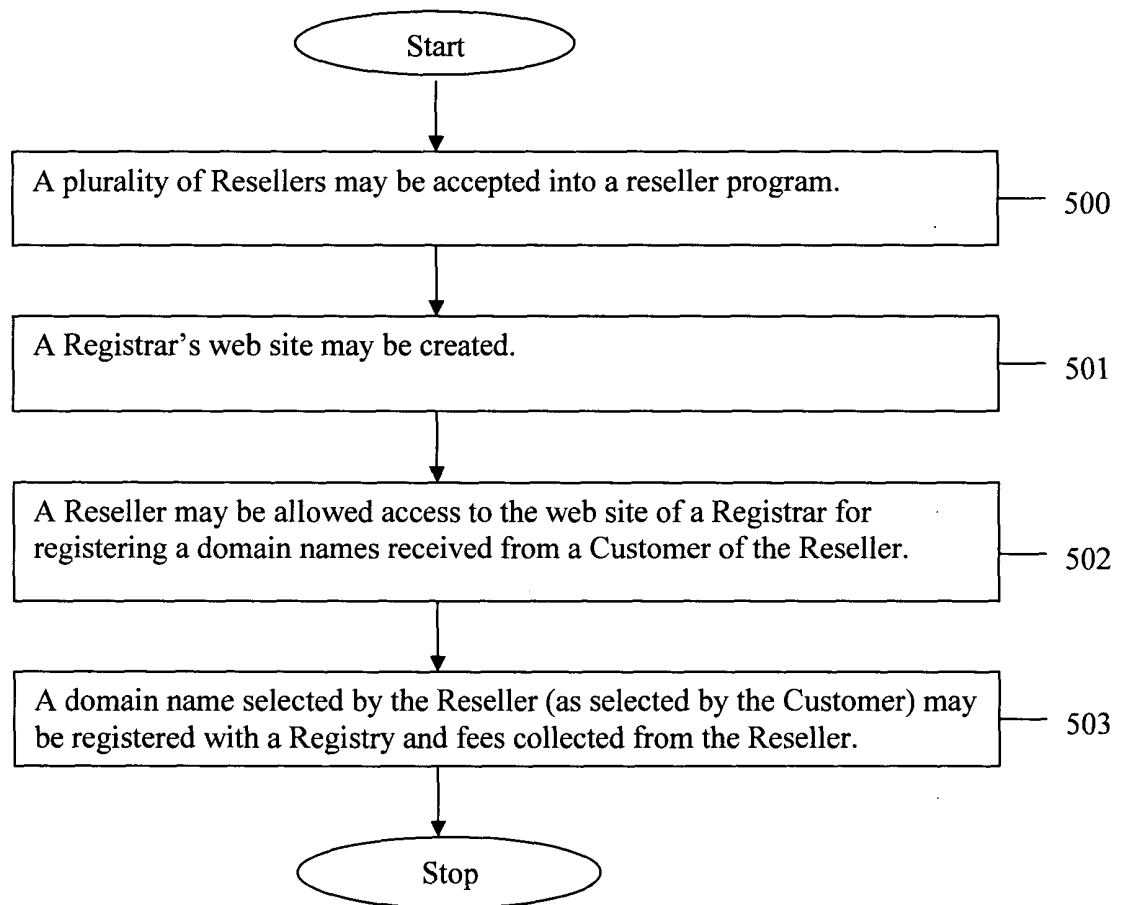 Start
A plurality of Resellers may be accepted into a reseller program.
500
A Registrar's web site may be created.
501
A Reseller may be allowed access to the web site of a Registrar for
registering a domain names received from a Customer of the Reseller.
502
A domain name selected by the Reseller (as selected by the Customer) may
be registered with a Registry and fees collected from the Reseller.
503
Stop